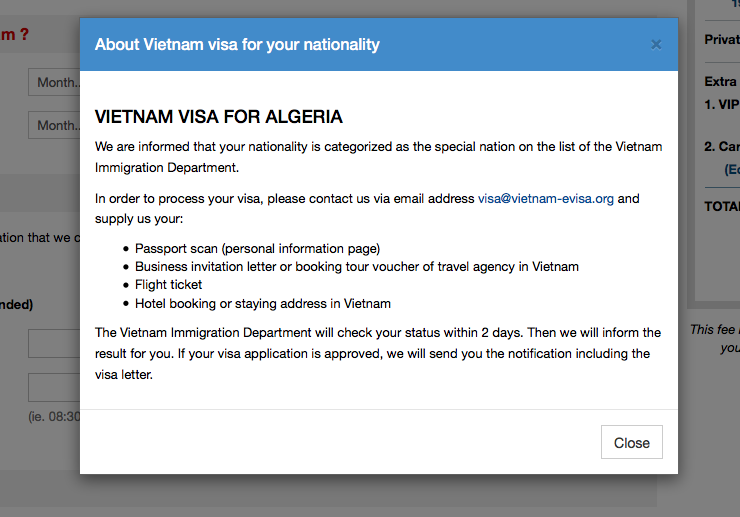 About Vietnam visa for your nationality
×
VIETNAM VISA FOR ALGERIA
We are informed that your nationality is categorized as the special nation on the list of the Vietnam
Immigration Department.
In order to process your visa, please contact us via email address visa@vietnam-evisa.org and
supply us your:
• Passport scan (personal information page)
• Business invitation letter or booking tour voucher of travel agency in Vietnam
• Flight ticket
• Hotel booking or staying address in Vietnam
The Vietnam Immigration Department will check your status within 2 days. Then we will inform the
result for you. If your visa application is approved, we will send you the notification including the
visa letter.
Close
m ?
Month..
Month..
ation that we c
nded)
(ie. 08:30
Privat
Extra
1. VIP
2. Car
(Ec
TOTA
This fee
you